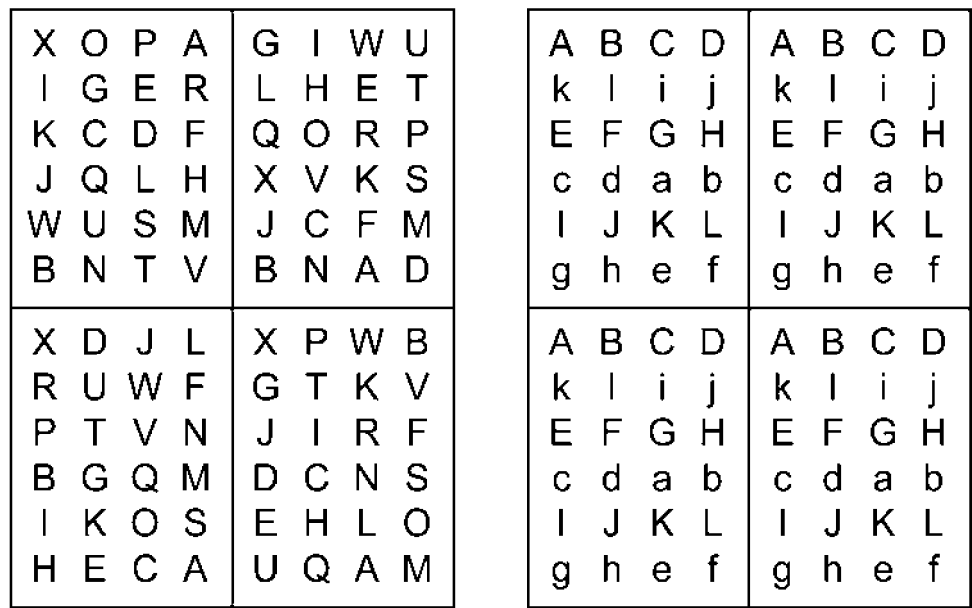 X O P A G I W U A B C D A B C D
I G E R L H E T k l i j k l i j
K C D F Q O R P E F G H E F G H
J Q L H X V K S c d a b c d a b
W U S M J C F M I J K L I J K L
B N T V B N A D g h e f g h e f
X D J L X P W B A B C D A B C D
R U W F G T K V k l i j k l i j
P T V N J I R F E F G H E F G H
B G Q M D C N S c d a b c d a b
I K O S E H L O I J K L I J K L
H E C A U Q A M g h e f g h e f